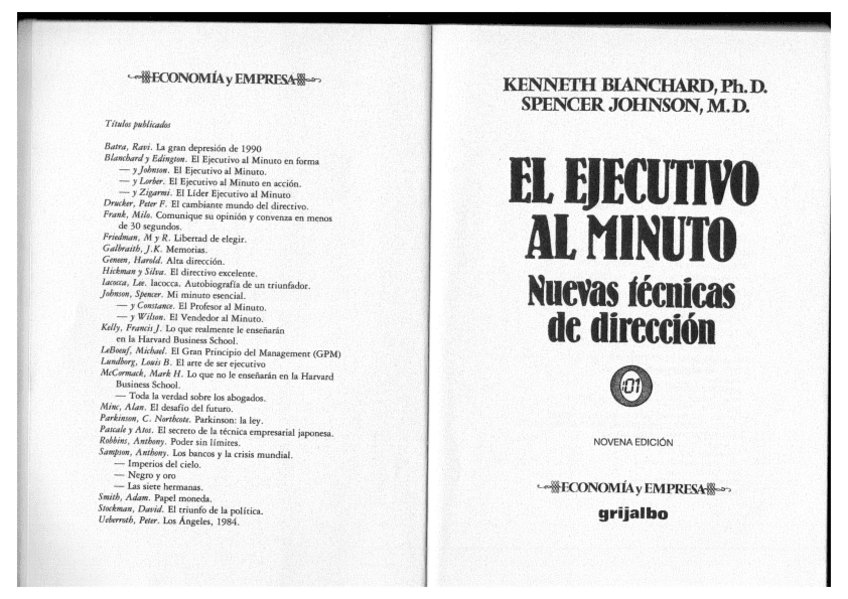 ECONOMÍA y EMPRESA
Títulos publicados
Batra, Ravi. La gran depresión de 1990
Blanchard y Edington. El Ejecutivo al Minuto en forma
— y Johnson. El Ejecutivo al Minuto.
— y Lorber. El Ejecutivo al Minuto en acción.
— y Zigarmi. El Líder Ejecutivo al Minuto
Drucker, Peter F. El cambiante mundo del directivo.
Frank, Milo. Comunique su opinión y convenza en menos
de 30 segundos.
Friedman, M y R. Libertad de elegir.
Galbraith, J.K. Memorias.
Geneen, Harold. Alta dirección.
Hickman y Silva. El directivo excelente.
Iacocca, Lee. Iacocca. Autobiografía de un triunfador.
Johnson, Spencer. Mi minuto esencial.
— y Constance. El Profesor al Minuto.
— y Wilson. El Vendedor al Minuto.
Kelly, Francis J. Lo que realmente le enseñarán
en la Harvard Business School.
LeBoeuf, Michael. El Gran Principio del Management (GPM)
Lundborg, Louis B. El arte de ser ejecutivo
McCormack, Mark H. Lo que no le enseñarán en la Harvard
Business School.
— Toda la verdad sobre los abogados.
Minc, Alan. El desafío del futuro.
Parkinson, C. Northcote. Parkinson: la ley.
Pascale y Atos. El secreto de la técnica empresarial japonesa.
Robbins, Anthony. Poder sin límites.
Sampson, Anthony. Los bancos y la crisis mundial.
— Imperios del cielo.
— Negro y oro
— Las siete hermanas.
Smith, Adam. Papel moneda.
Stockman, David. El triunfo de la política.
Ueberroth, Peter. Los Ángeles, 1984.
KENNETH BLANCHARD, Ph. D.
SPENCER JOHNSON, M.D.
EL EJECUTIVO
AL MINUTO
Nuevas técnicas
de dirección
:01
NOVENA EDICIÓN
ECONOMÍA y EMPRESA
grijalbo